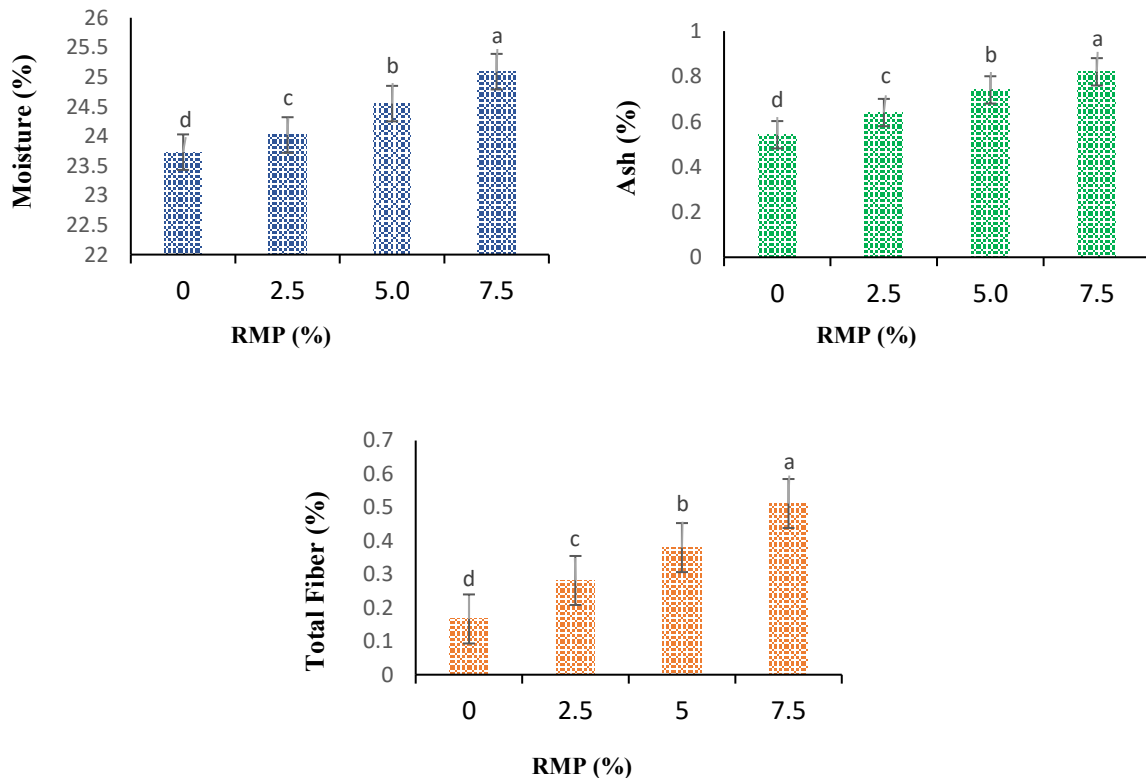 Moisture (%)
26
25.5
25
24.5
24
23.5
23
22.5
22
d
c
b
a
0 2.5 5.0 7.5
RMP (%)
Ash (%)
1
0.8
0.6
0.4
0.2
0
d
c
b
a
0 2.5 5.0 7.5
RMP (%)
Total Fiber (%)
0.7
0.6
0.5
0.4
0.3
0.2
0.1
0
d
c
b
a
0 2.5 5 7.5
RMP (%)